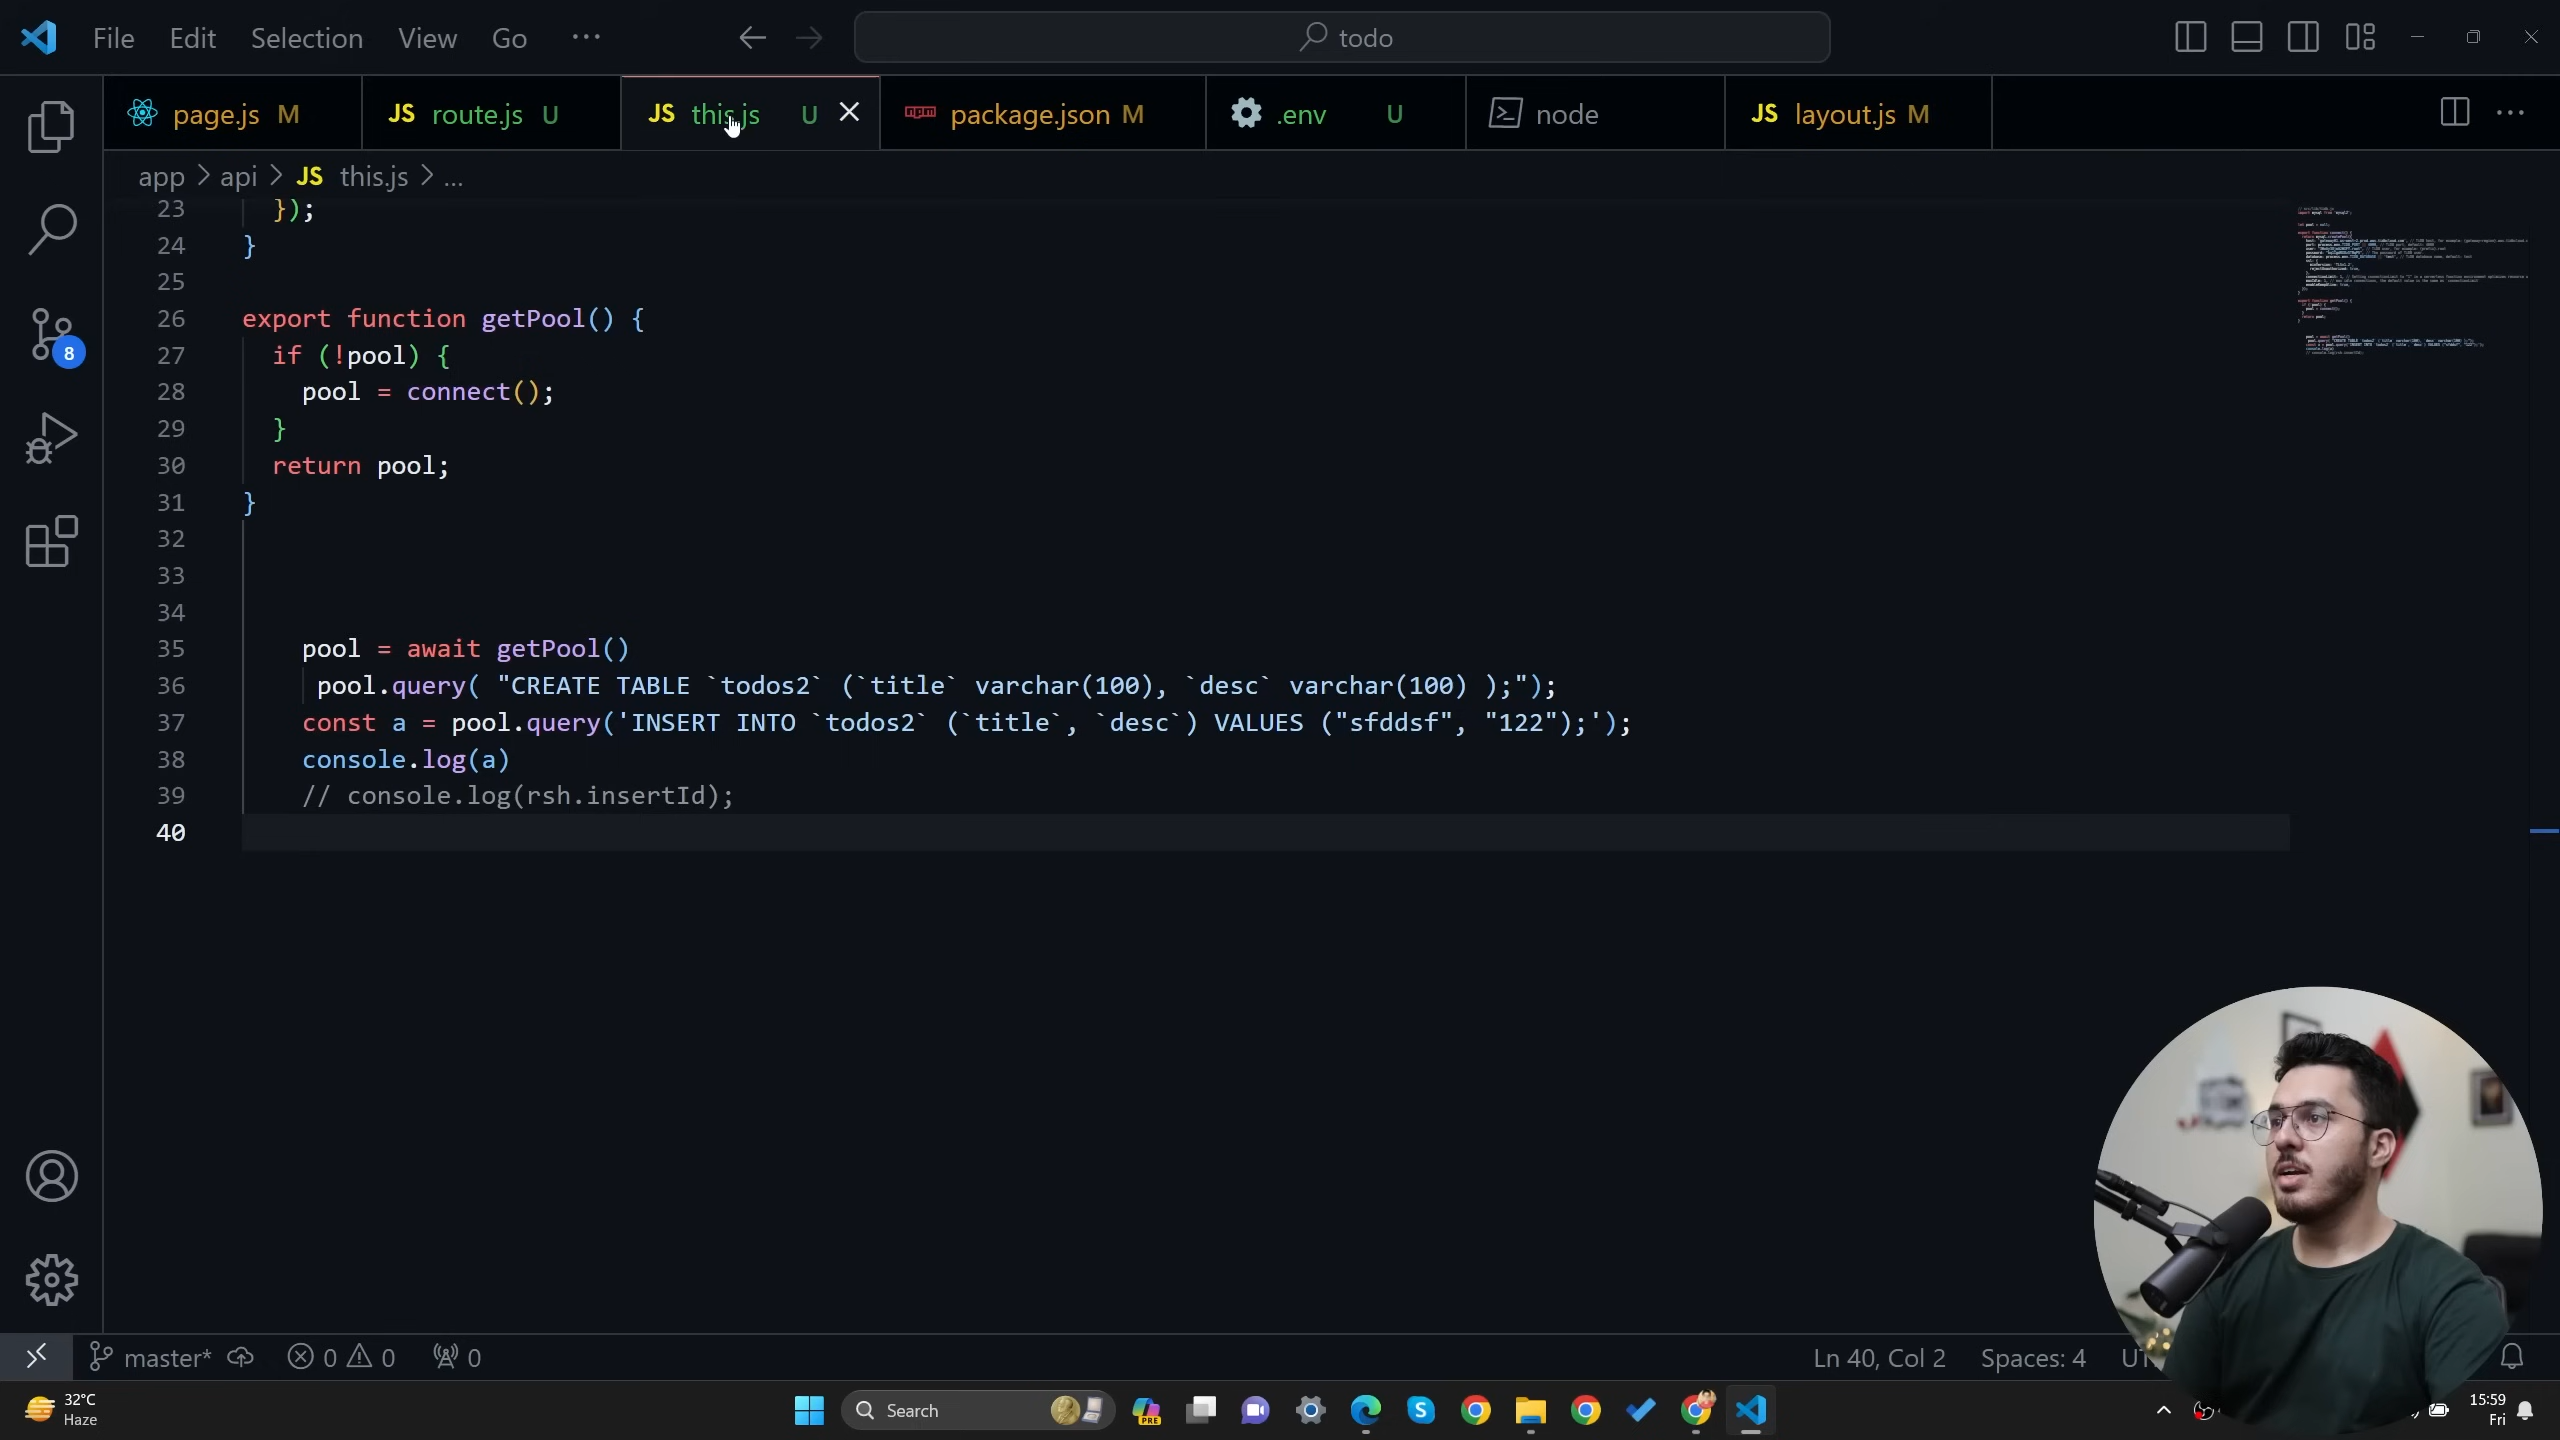 File Edit Selection View Go ··· todo
page.js M JS route.js U JS this.js U package.json M .env U node JS layout.js M
app > api > JS this.js > ...
23 });
24 }
25
26 export function getPool() {
27 if (!pool) {
28 pool = connect();
29 }
30 return pool;
31 }
32
33
34
35 pool = await getPool()
36 pool.query( "CREATE TABLE `todos2` (`title` varchar(100), `desc` varchar(100) );");
37 const a = pool.query('INSERT INTO `todos2` (`title`, `desc`) VALUES ("sfddsf", "122");');
38 console.log(a)
39 // console.log(rsh.insertId);
40
8
master* 0 0 0 Ln 40, Col 2 Spaces: 4
32°C
Haze
Search
PRE
15:59
Fri